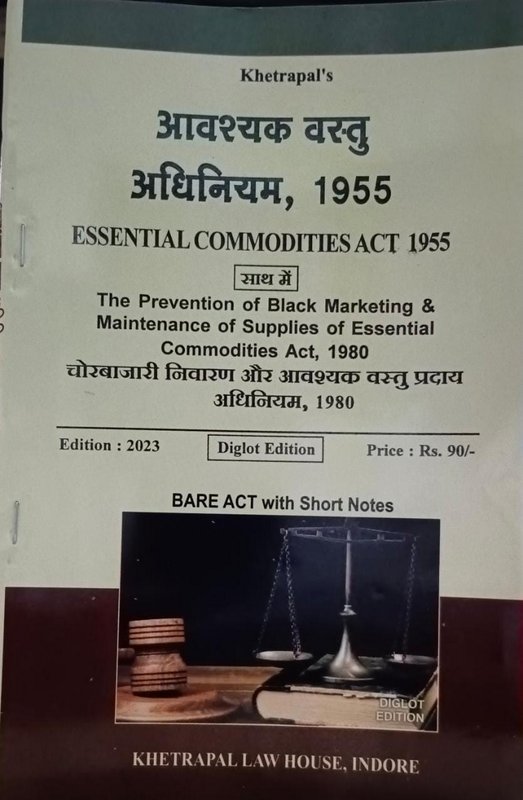 Khetrapal's
आवश्यक वस्तु
अधिनियम, 1955
ESSENTIAL COMMODITIES ACT 1955
साथ में
The Prevention of Black Marketing &
Maintenance of Supplies of Essential
Commodities Act, 1980
चोरबाजारी निवारण और आवश्यक वस्तु प्रदाय
अधिनियम, 1980
Edition : 2023 Diglot Edition Price : Rs. 90/-
BARE ACT with Short Notes
DIGLOT
EDITION
KHETRAPAL LAW HOUSE, INDORE